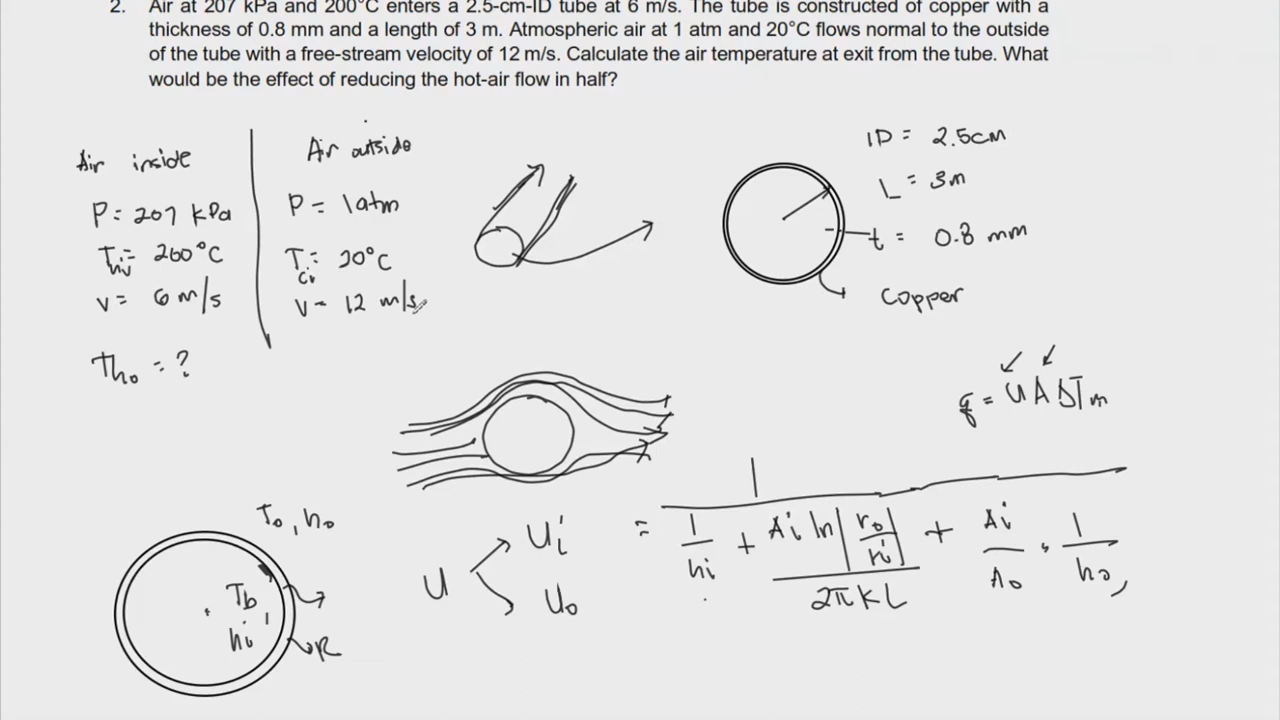 2. Air at 207 kPa and 200°C enters a 2.5-cm-ID tube at 6 m/s. The tube is constructed of copper with a
thickness of 0.8 mm and a length of 3 m. Atmospheric air at 1 atm and 20°C flows normal to the outside
of the tube with a free-stream velocity of 12 m/s. Calculate the air temperature at exit from the tube. What
would be the effect of reducing the hot-air flow in half?
Air inside
P = 207 kPa
Thi = 200°C
v = 6 m/s
Tho = ?
Air outside
P = 1 atm
Tci = 20°C
v = 12 m/s
ID = 2.5cm
L = 3m
t = 0.8 mm
Copper
q = U A ΔTm
To, ho
Tb
hi
R
U
Ui = 1 / (1/hi + Ai ln|ro/ri| / 2πKL + Ai/Ao · 1/ho)
Uo